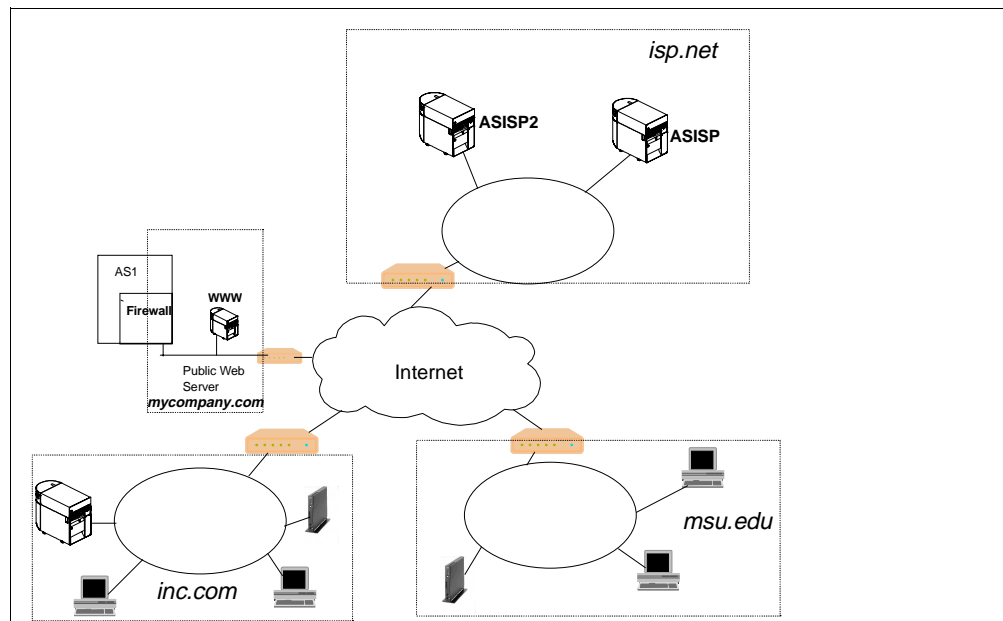 isp.net
ASISP2
ASISP
AS1
Firewall
WWW
Public Web
Server
mycompany.com
Internet
inc.com
msu.edu